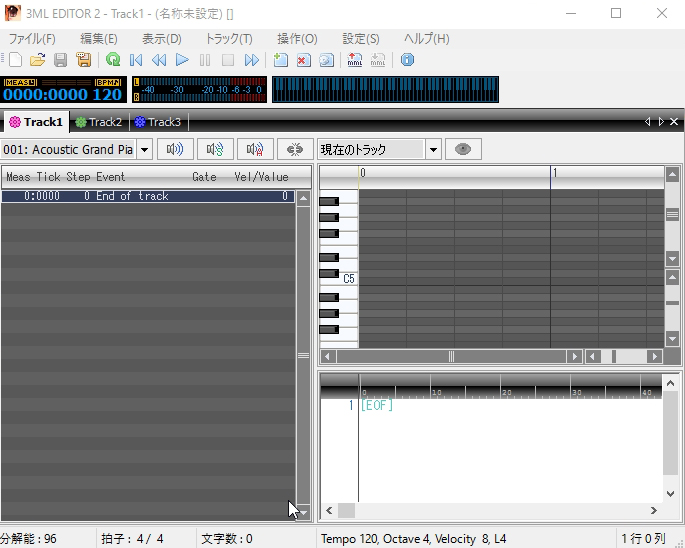 3ML EDITOR 2 - Track1 - (名称未設定) []
ファイル(F) 編集(E) 表示(D) トラック(T) 操作(O) 設定(S) ヘルプ(H)
MEAS BPM
0000:0000 120
L -40 -30 -20 -10 -6 -3 0
R
Track1 Track2 Track3
001: Acoustic Grand Pia 現在のトラック
Meas Tick Step Event Gate Vel/Value
0:0000 0 End of track 0
0 1
C5
0 10 20 30 40
1 [EOF]
分解能 : 96 拍子 : 4 / 4 文字数 : 0 Tempo 120, Octave 4, Velocity 8, L4 1 行 0 列